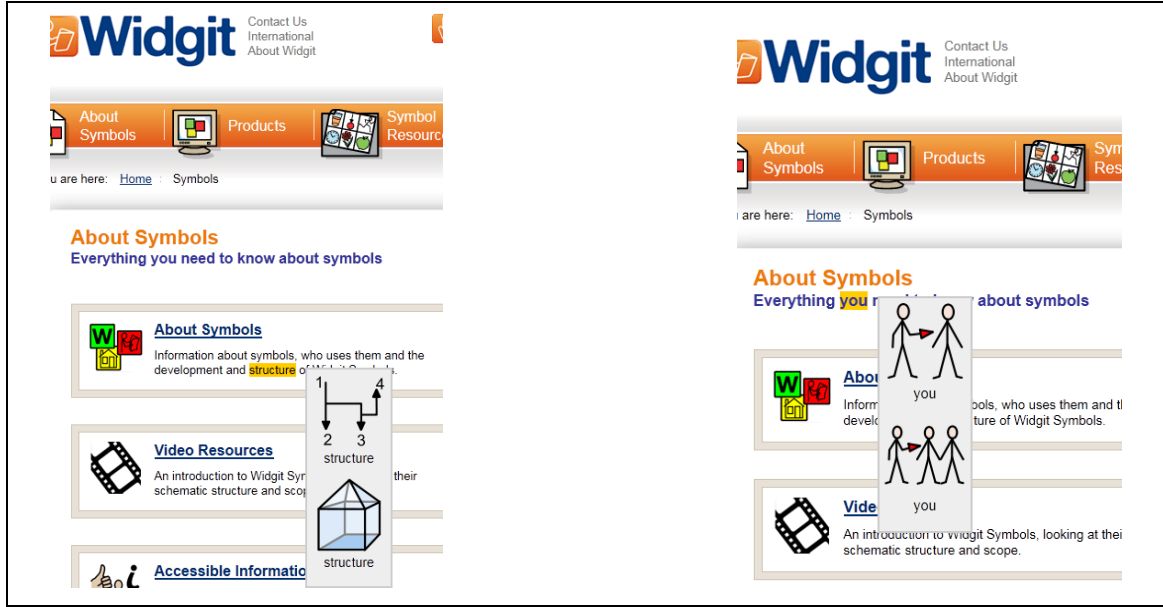 Widgit
Contact Us
International
About Widgit
About
Symbols
Products
Symbol
Resourc
u are here: Home : Symbols
About Symbols
Everything you need to know about symbols
W
About Symbols
Information about symbols, who uses them and the
development and structure of Widgit Symbols.
1 4
2 3
structure
structure
Video Resources
An introduction to Widgit Sy their
schematic structure and scop
Accessible Informatio
Widgit
Contact Us
International
About Widgit
About
Symbols
Products
Sym
Res
are here: Home : Symbols
About Symbols
Everything you about symbols
you
you
W
Abou
Inform bols, who uses them and t
develo ture of Widgit Symbols.
Vide
An introduction to Widgit Symbols, looking at thei
schematic structure and scope.